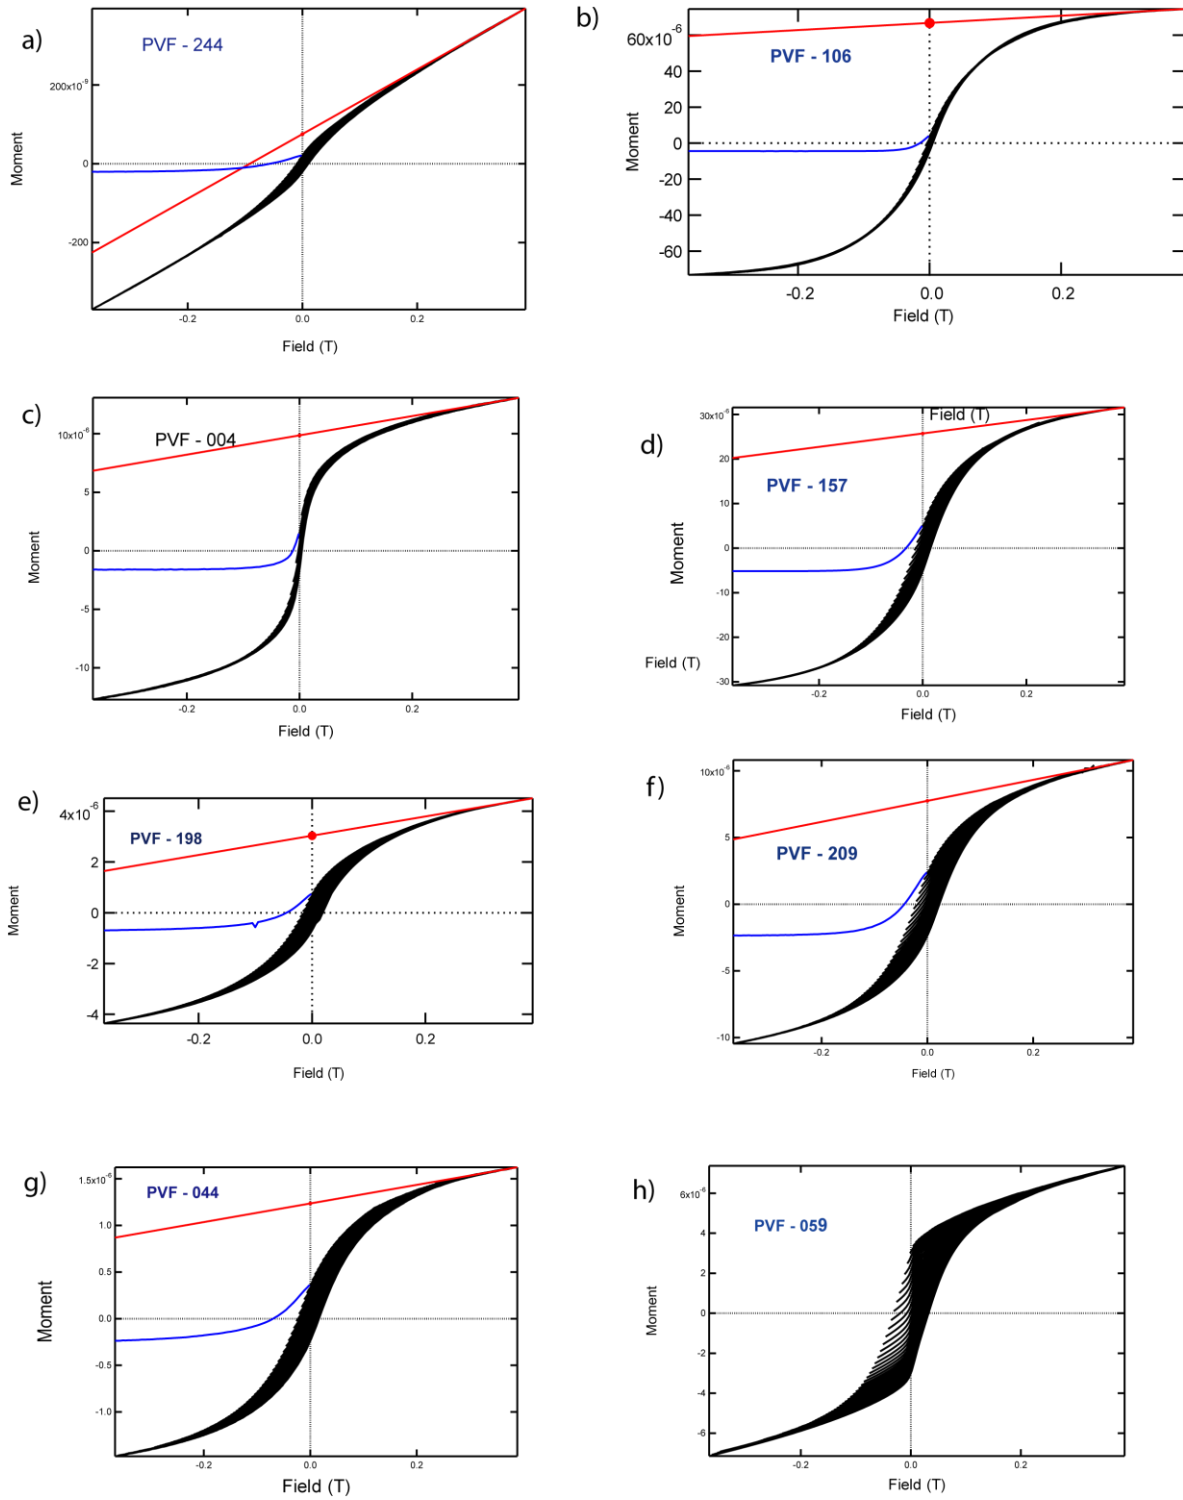 a)
PVF - 244
200x10⁻⁹
0
-200
Moment
-0.2
0.0
0.2
Field (T)
b)
PVF - 106
60x10⁻⁶
40
20
0
-20
-40
-60
Moment
-0.2
0.0
0.2
Field (T)
c)
PVF - 004
10x10⁻⁶
5
0
-5
-10
Moment
-0.2
0.0
0.2
Field (T)
d)
Field (T)
PVF - 157
30x10⁻⁶
20
10
0
-10
-20
-30
Moment
Field (T)
-0.2
0.0
0.2
Field (T)
e)
PVF - 198
4x10⁻⁶
2
0
-2
-4
Moment
-0.2
0.0
0.2
Field (T)
f)
PVF - 209
10x10⁻⁶
5
0
-5
-10
Moment
-0.2
0.0
0.2
Field (T)
g)
PVF - 044
1.5x10⁻⁶
1.0
0.5
0.0
-0.5
-1.0
Moment
-0.2
0.0
0.2
Field (T)
h)
PVF - 059
6x10⁻⁶
4
2
0
-2
-4
-6
Moment
-0.2
0.0
0.2
Field (T)